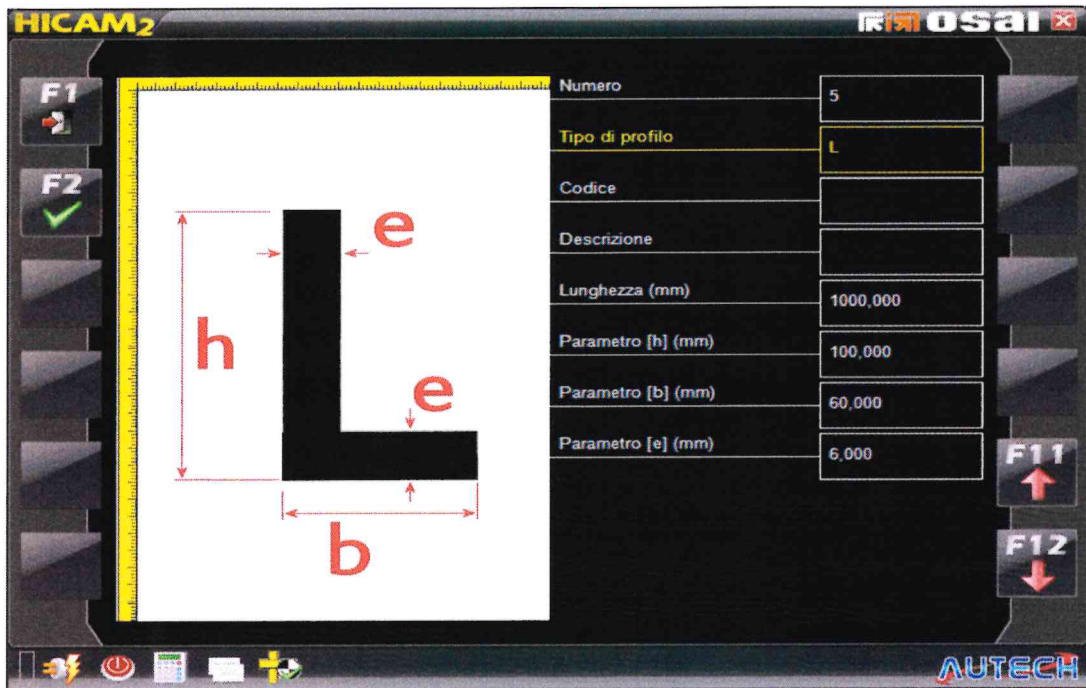 HICAM2
osai
F1
F2
h
e
e
b
Numero
5
Tipo di profilo
L
Codice
Descrizione
Lunghezza (mm)
1000,000
Parametro [h] (mm)
100,000
Parametro [b] (mm)
60,000
Parametro [e] (mm)
6,000
F11
F12
AUTECH